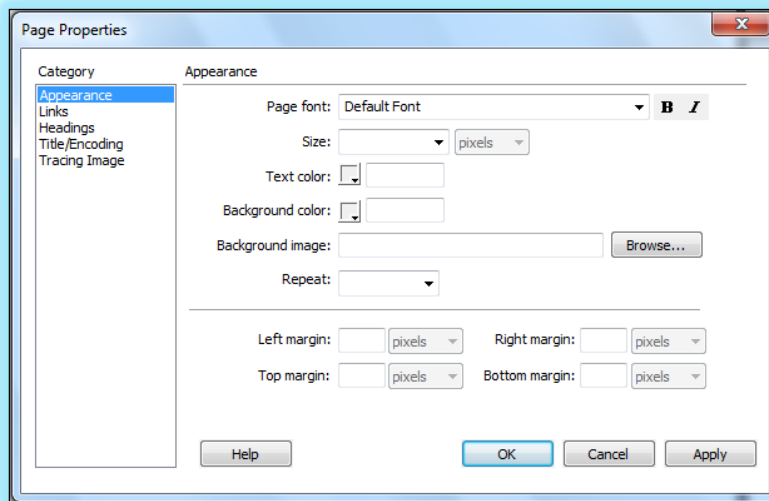 Page Properties
Category
Appearance
Links
Headings
Title/Encoding
Tracing Image
Appearance
Page font: Default Font B I
Size: pixels
Text color:
Background color:
Background image: Browse...
Repeat:
Left margin: pixels Right margin: pixels
Top margin: pixels Bottom margin: pixels
Help OK Cancel Apply